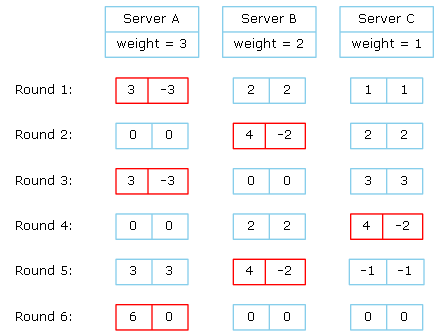 Server A Server B Server C
weight = 3 weight = 2 weight = 1
Round 1: 3 -3 2 2 1 1
Round 2: 0 0 4 -2 2 2
Round 3: 3 -3 0 0 3 3
Round 4: 0 0 2 2 4 -2
Round 5: 3 3 4 -2 -1 -1
Round 6: 6 0 0 0 0 0